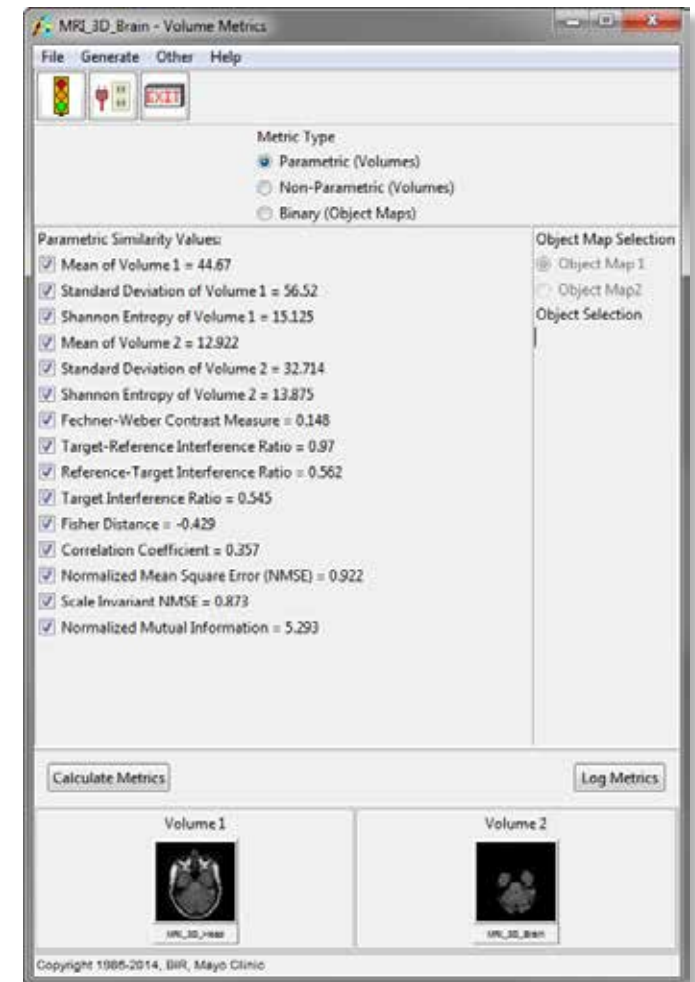 MRI_3D_Brain - Volume Metrics
File Generate Other Help
EXIT
Metric Type
Parametric (Volumes)
Non-Parametric (Volumes)
Binary (Object Maps)
Parametric Similarity Values:
Mean of Volume 1 = 44.67
Standard Deviation of Volume 1 = 56.52
Shannon Entropy of Volume 1 = 15.125
Mean of Volume 2 = 12.922
Standard Deviation of Volume 2 = 32.714
Shannon Entropy of Volume 2 = 13.875
Fechner-Weber Contrast Measure = 0.148
Target-Reference Interference Ratio = 0.97
Reference-Target Interference Ratio = 0.562
Target Interference Ratio = 0.545
Fisher Distance = -0.429
Correlation Coefficient = 0.357
Normalized Mean Square Error (NMSE) = 0.922
Scale Invariant NMSE = 0.873
Normalized Mutual Information = 5.293
Object Map Selection
Object Map 1
Object Map2
Object Selection
Calculate Metrics
Log Metrics
Volume 1
Volume 2
MRI_3D_Head
MRI_3D_Brain
Copyright 1986-2014, BIR, Mayo Clinic